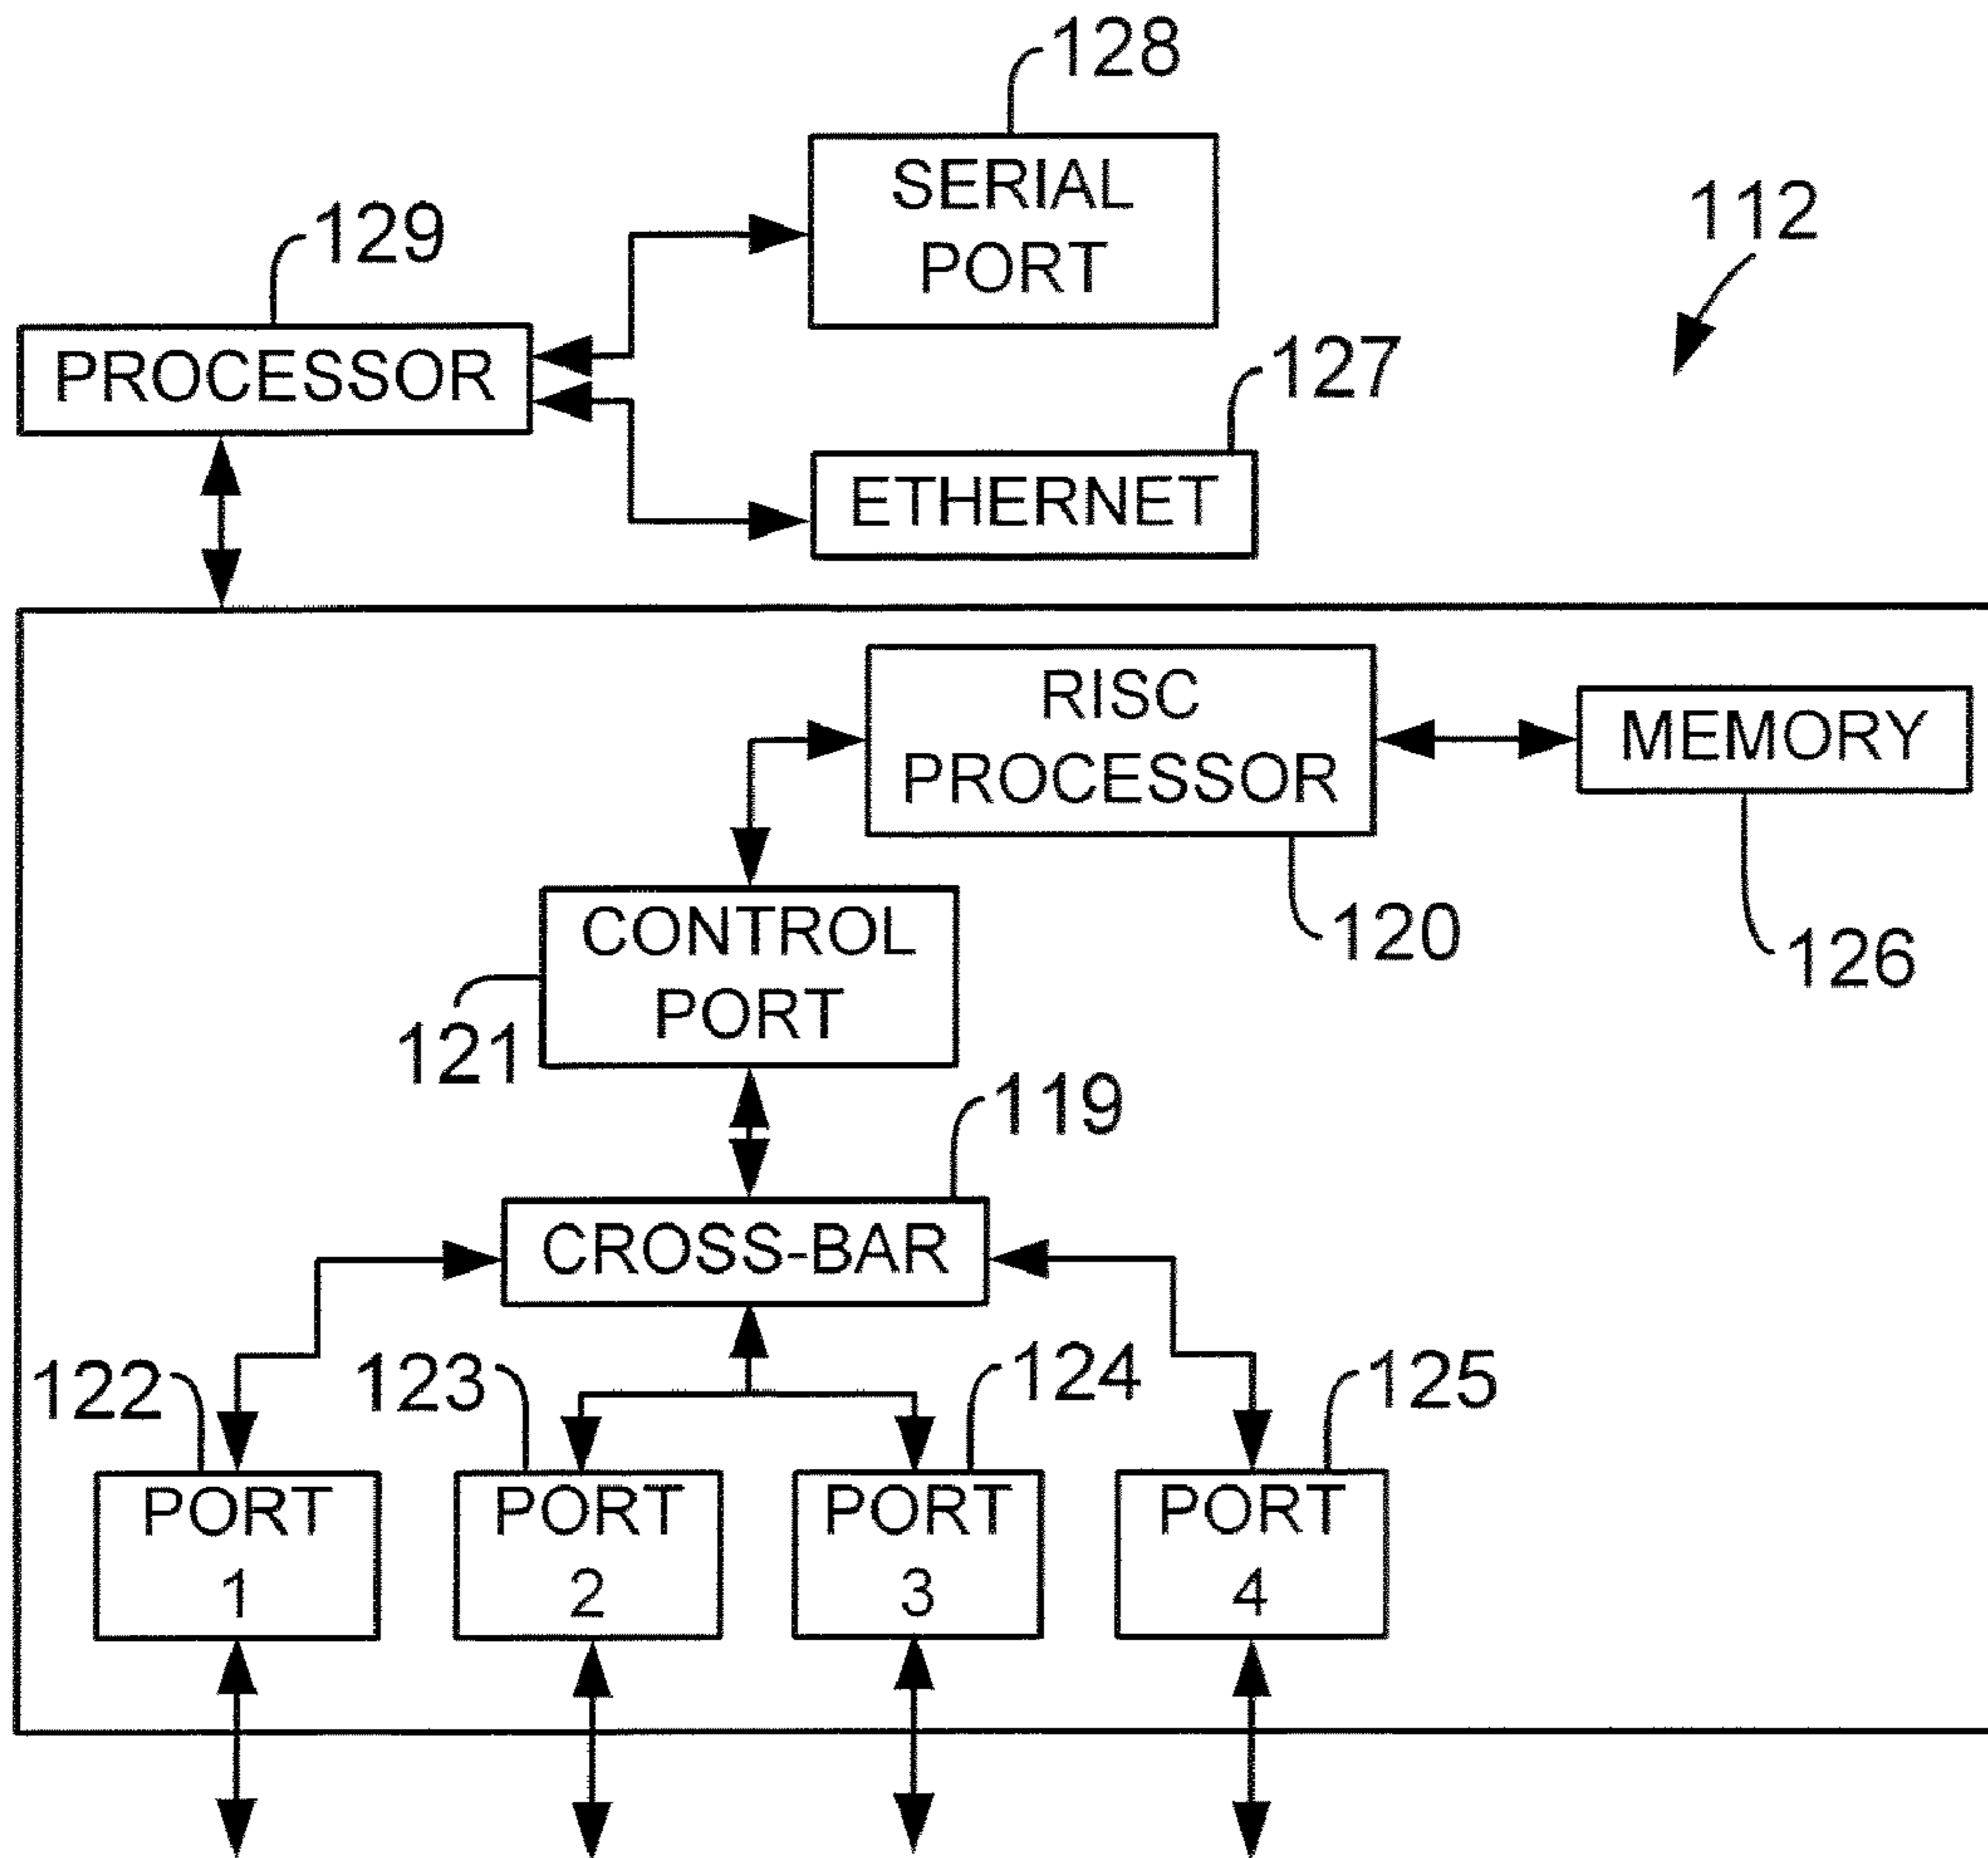 128
SERIAL
PORT
112
129
PROCESSOR
127
ETHERNET
RISC
PROCESSOR
MEMORY
120
126
CONTROL
PORT
121
119
CROSS-BAR
122
123
124
125
PORT
1
PORT
2
PORT
3
PORT
4